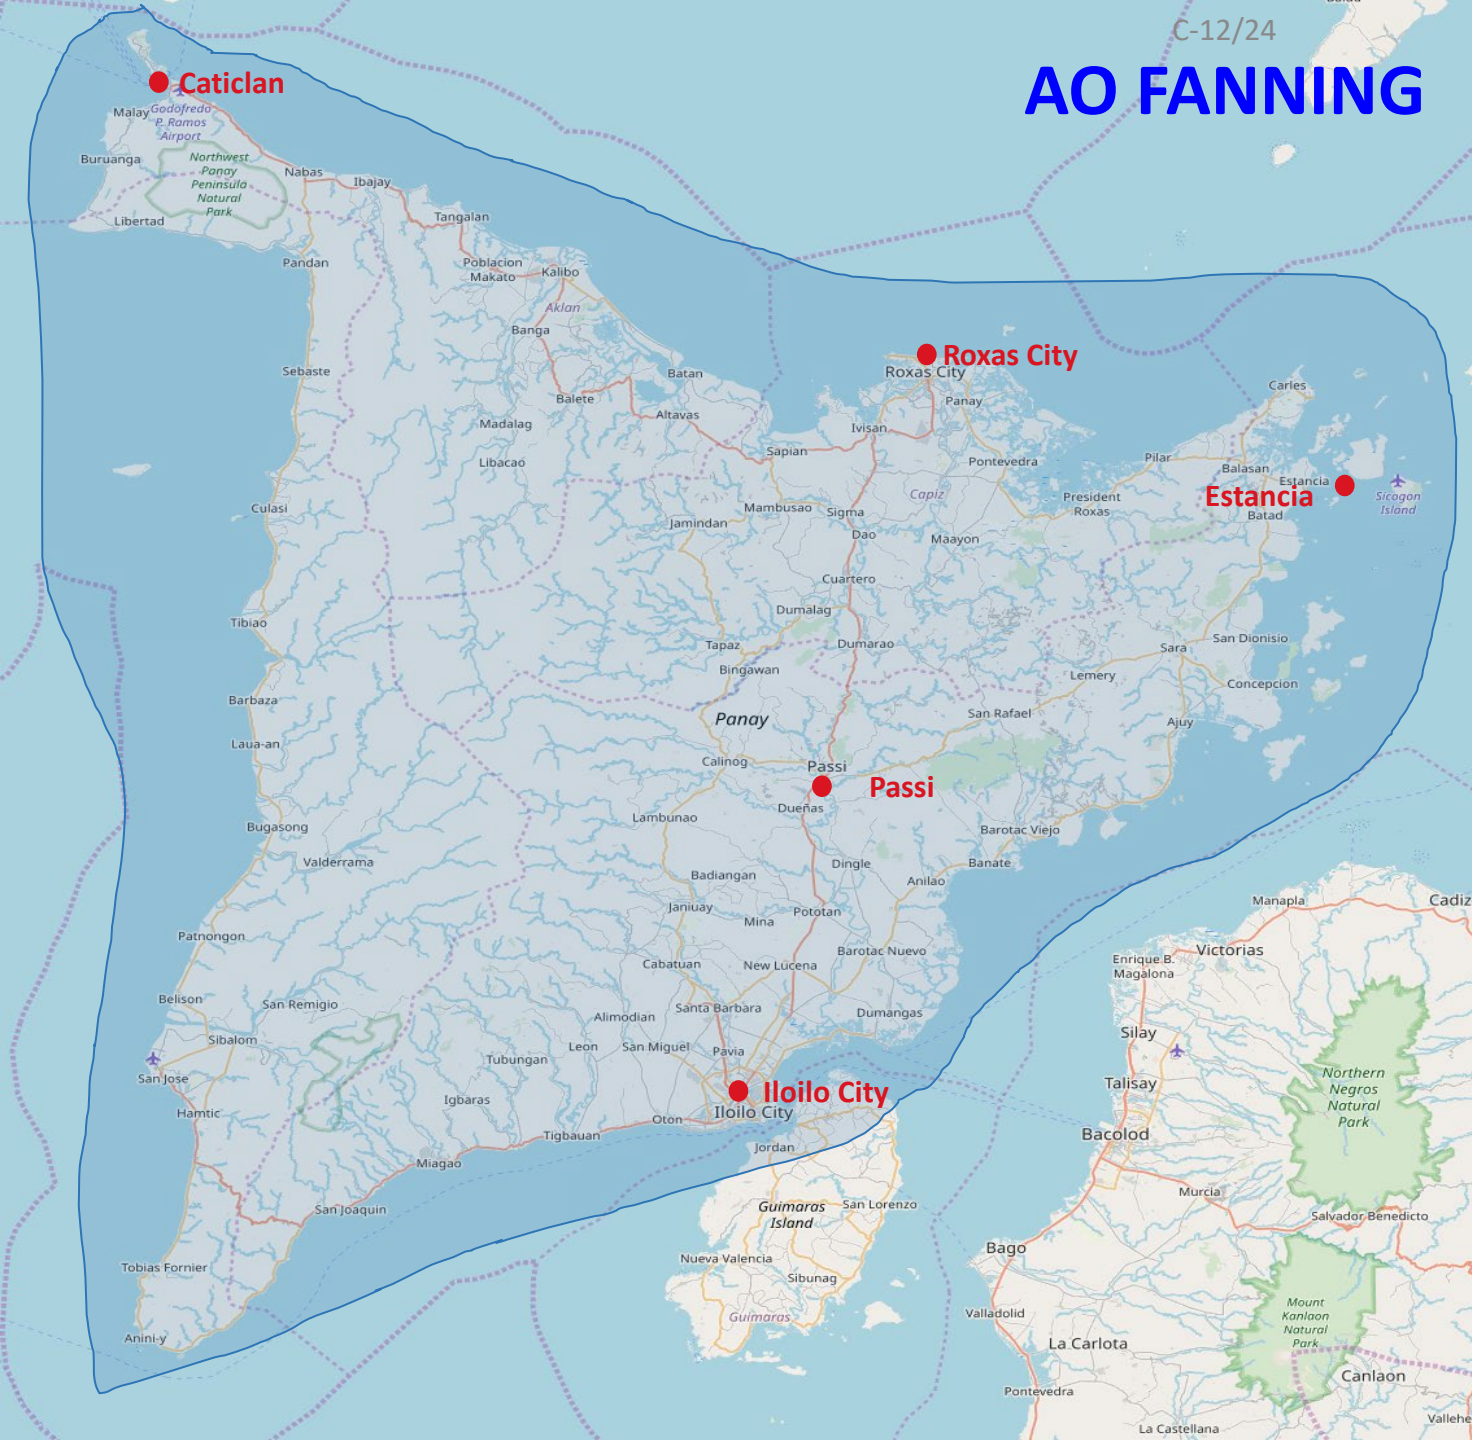 C-12/24
AO FANNING
Caticlan
Malay
Godofredo
P. Ramos
Airport
Buruanga
Northwest
Panay
Peninsula
Natural
Park
Nabas
Ibajay
Libertad
Tangalan
Pandan
Poblacion
Makato
Kalibo
Aklan
Banga
Roxas City
Roxas City
Sebaste
Batan
Carles
Balete
Panay
Altavas
Madalag
Ivisan
Sapian
Libacao
Pontevedra
Pilar
Balasan
Estancia
Estancia
Sicogon
Island
Capiz
President
Roxas
Culasi
Mambusao
Sigma
Batad
Jamindan
Dao
Maayon
Cuartero
Dumalag
Tibiao
Tapaz
Dumarao
San Dionisio
Sara
Bingawan
Lemery
Concepcion
Barbaza
Panay
San Rafael
Ajuy
Laua-an
Calinog
Passi
Passi
Dueñas
Lambunao
Bugasong
Barotac Viejo
Valderrama
Dingle
Banate
Badiangan
Anilao
Janiuay
Mina
Pototan
Manapla
Cadiz
Patnongon
Barotac Nuevo
Victorias
Cabatuan
New Lucena
Enrique B.
Magalona
Belison
San Remigio
Santa Barbara
Dumangas
Alimodian
Silay
Sibalom
Leon
San Miguel
Pavia
Tubungan
San Jose
Talisay
Northern
Negros
Natural
Park
Iloilo City
Iloilo City
Igbaras
Hamtic
Oton
Tigbauan
Bacolod
Jordan
Miagao
Murcia
San Joaquin
Guimaras
Island
San Lorenzo
Salvador Benedicto
Bago
Nueva Valencia
Tobias Fornier
Sibunag
Guimaras
Valladolid
Mount
Kanlaon
Natural
Park
Anini-y
La Carlota
Canlaon
Pontevedra
La Castellana
Vallehe